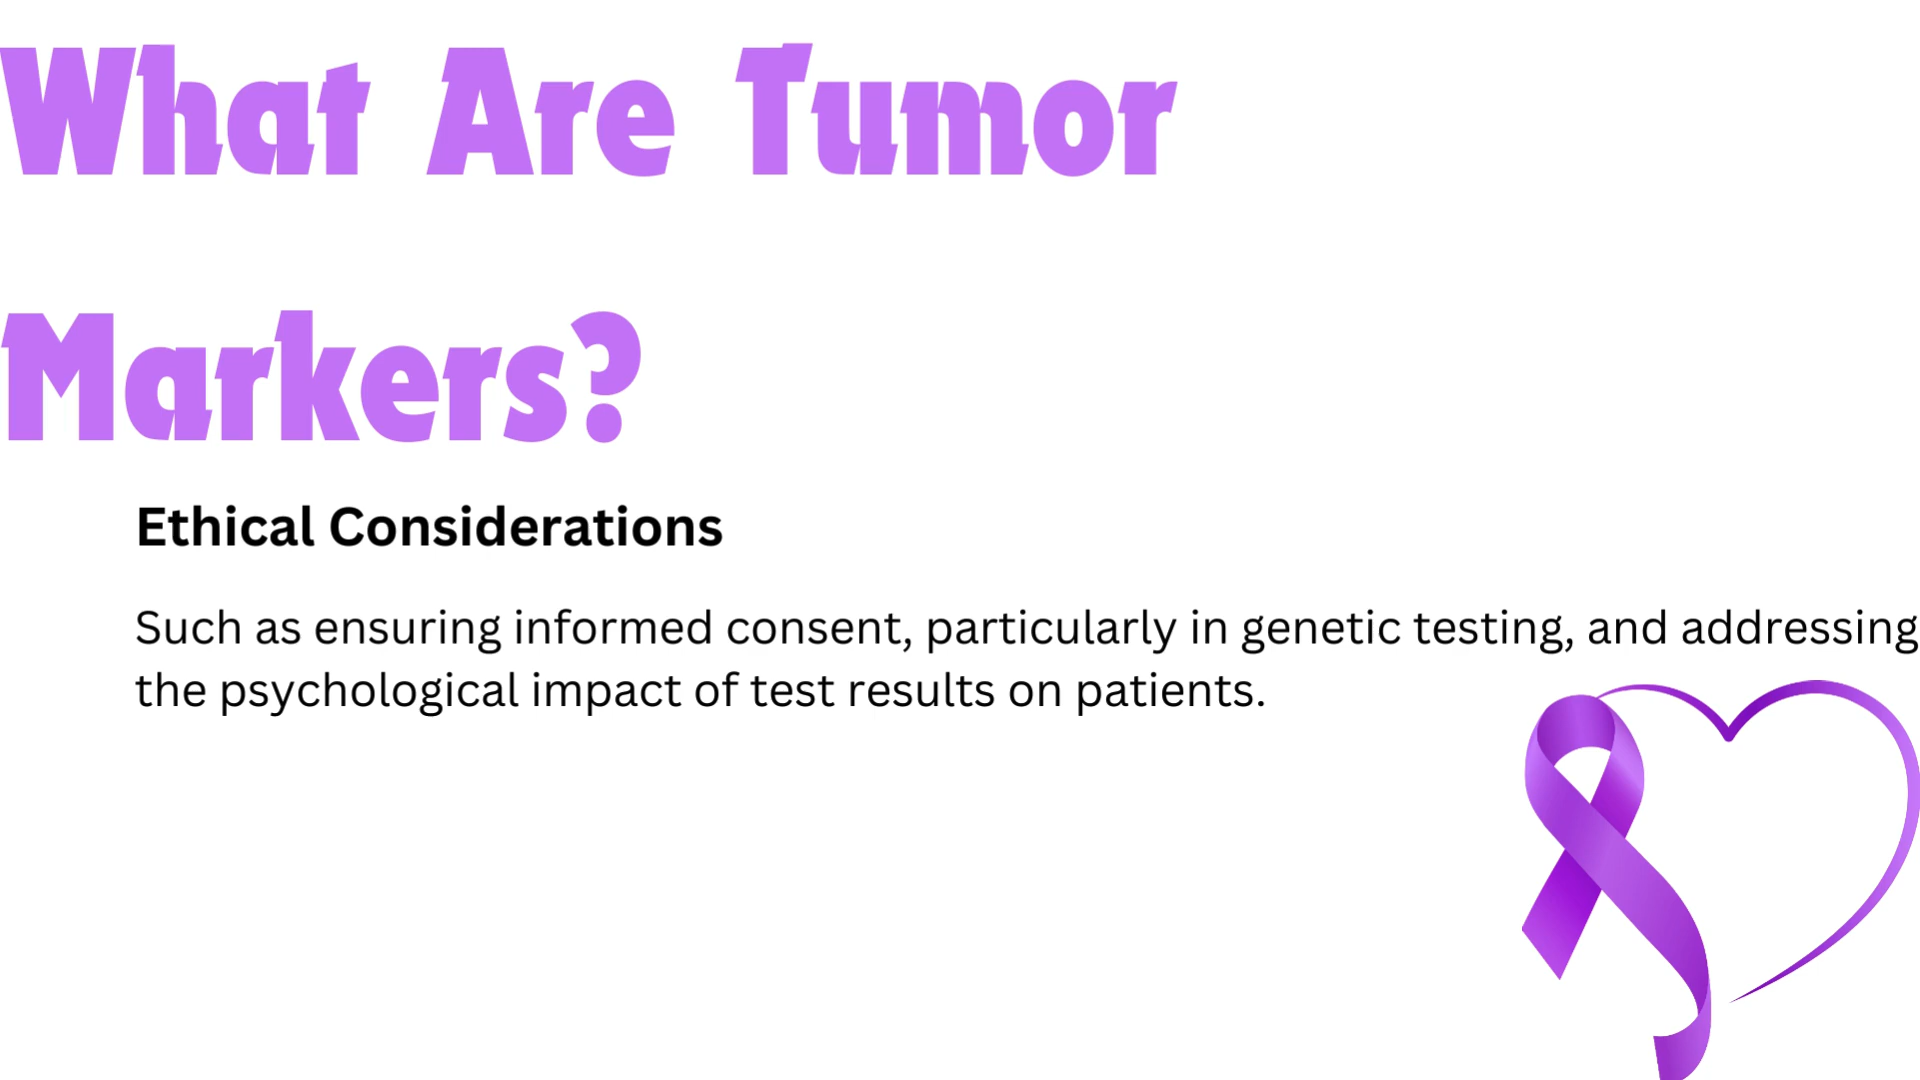 What Are Tumor
Markers?
Ethical Considerations
Such as ensuring informed consent, particularly in genetic testing, and addressing
the psychological impact of test results on patients.